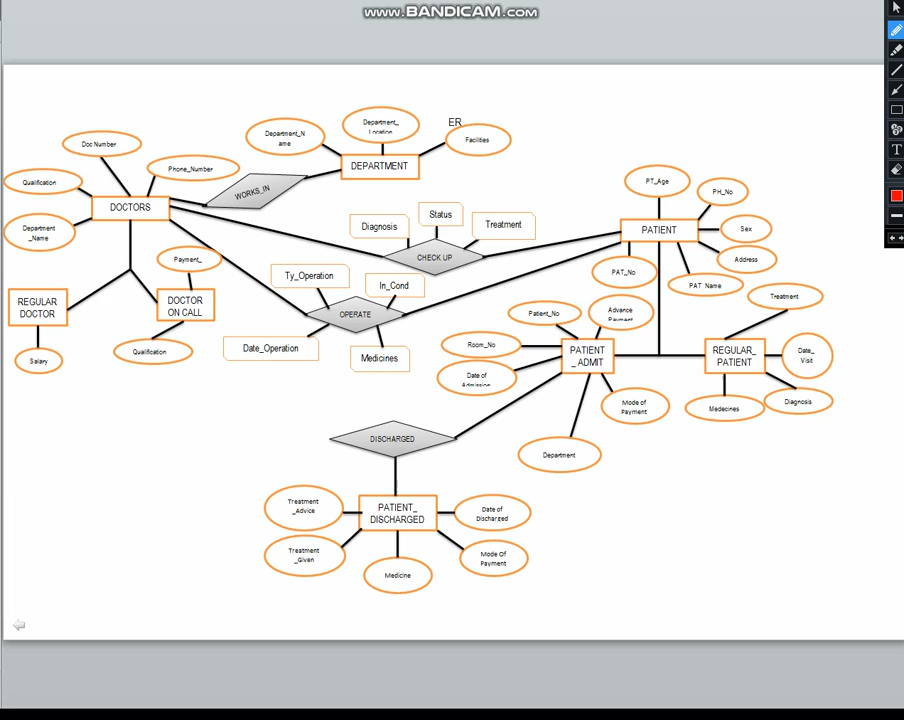 www.BANDICAM.com
ER
Department_N
ame
Department_
Location
Facilities
DEPARTMENT
Doc Number
Phone_Number
Qualification
DOCTORS
Department
_Name
WORKS_IN
PT_Age
PH_No
Sex
Address
PAT Name
PAT_No
PATIENT
Diagnosis
Status
Treatment
CHECK UP
Payment_
REGULAR
DOCTOR
DOCTOR
ON CALL
Salary
Qualification
Ty_Operation
In_Cond
OPERATE
Date_Operation
Medicines
Patient_No
Advance
Payment
Room_No
Date of
Admission
PATIENT
_ADMIT
Mode of
Payment
Department
Treatment
REGULAR_
PATIENT
Date_
Visit
Medecines
Diagnosis
DISCHARGED
Treatment
_Advice
PATIENT_
DISCHARGED
Date of
Discharged
Treatment
_Given
Medicine
Mode Of
Payment
T